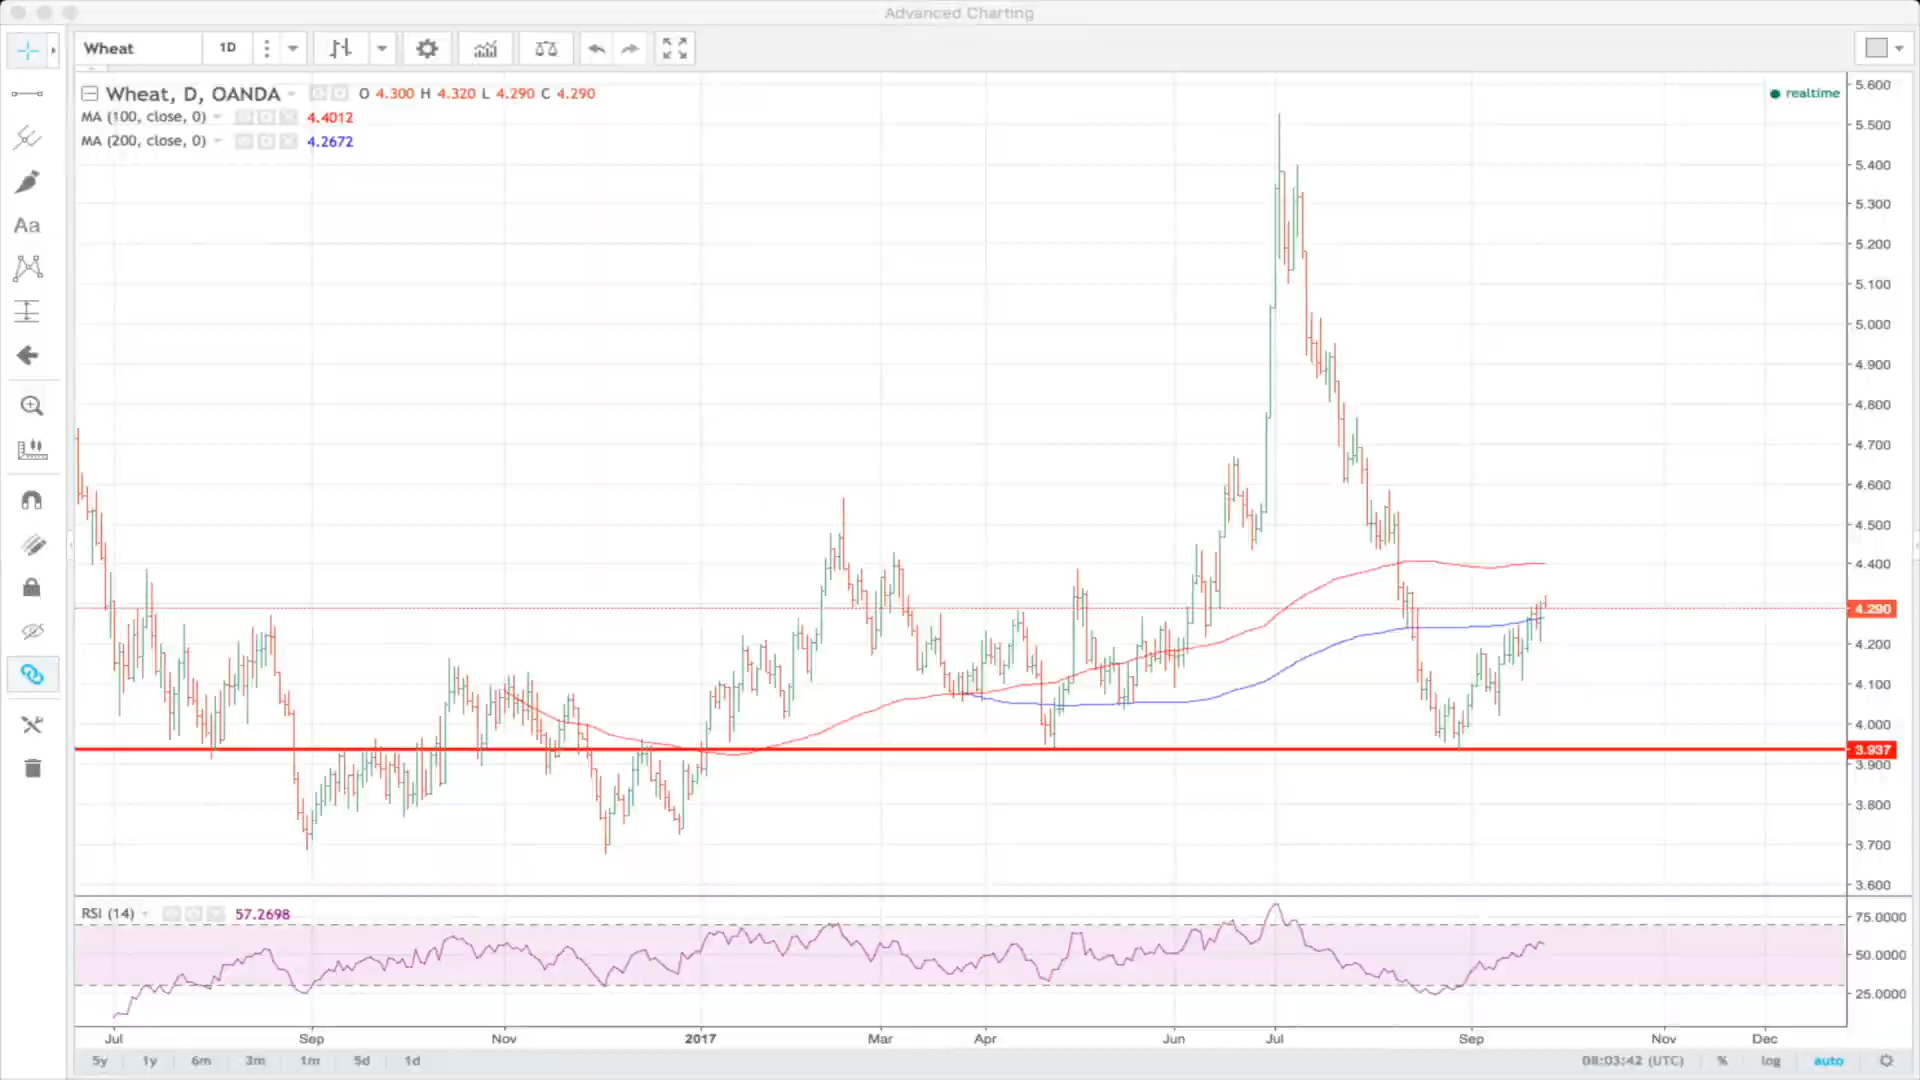 Advanced Charting
Wheat 1D
Wheat, D, OANDA O 4.300 H 4.320 L 4.290 C 4.290
realtime
MA (100, close, 0) 4.4012
MA (200, close, 0) 4.2672
Aa
5.600
5.500
5.400
5.300
5.200
5.100
5.000
4.900
4.800
4.700
4.600
4.500
4.400
4.290
4.200
4.100
4.000
3.937
3.900
3.800
3.700
3.600
RSI (14) 57.2698
75.0000
50.0000
25.0000
Jul Sep Nov 2017 Mar Apr Jun Jul Sep Nov Dec
5y 1y 6m 3m 1m 5d 1d 08:03:42 (UTC) % log auto